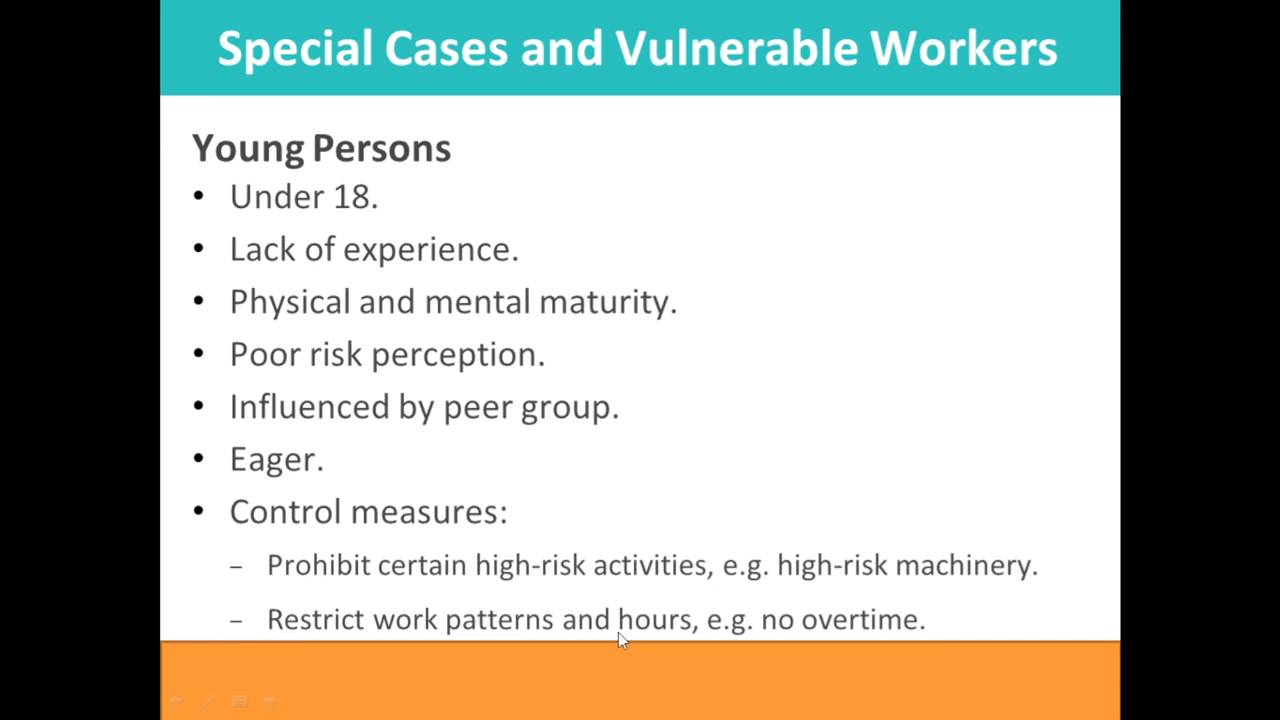 Special Cases and Vulnerable Workers
Young Persons
• Under 18.
• Lack of experience.
• Physical and mental maturity.
• Poor risk perception.
• Influenced by peer group.
• Eager.
• Control measures:
– Prohibit certain high-risk activities, e.g. high-risk machinery.
– Restrict work patterns and hours, e.g. no overtime.